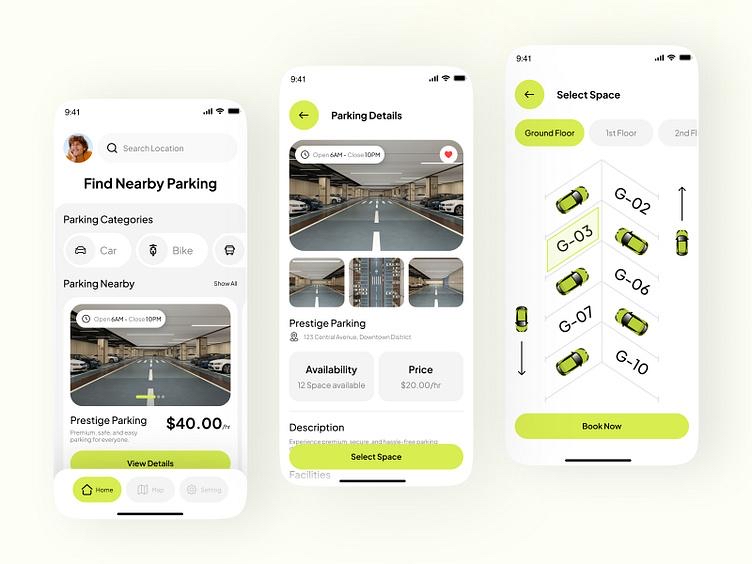 9:41
Search Location
Find Nearby Parking
Parking Categories
Car
Bike
Parking Nearby
Show All
Open 6AM - Close 10PM
Prestige Parking
$40.00/hr
Premium, safe, and easy
parking for everyone.
View Details
Home
Map
Setting
9:41
Parking Details
Open 6AM - Close 10PM
Prestige Parking
123 Central Avenue, Downtown District
Availability
12 Space available
Price
$20.00/hr
Description
Experience premium, secure, and hassle-free parking
Select Space
Facilities
9:41
Select Space
Ground Floor
1st Floor
2nd Fl
G-02
G-03
G-06
G-07
G-10
Book Now